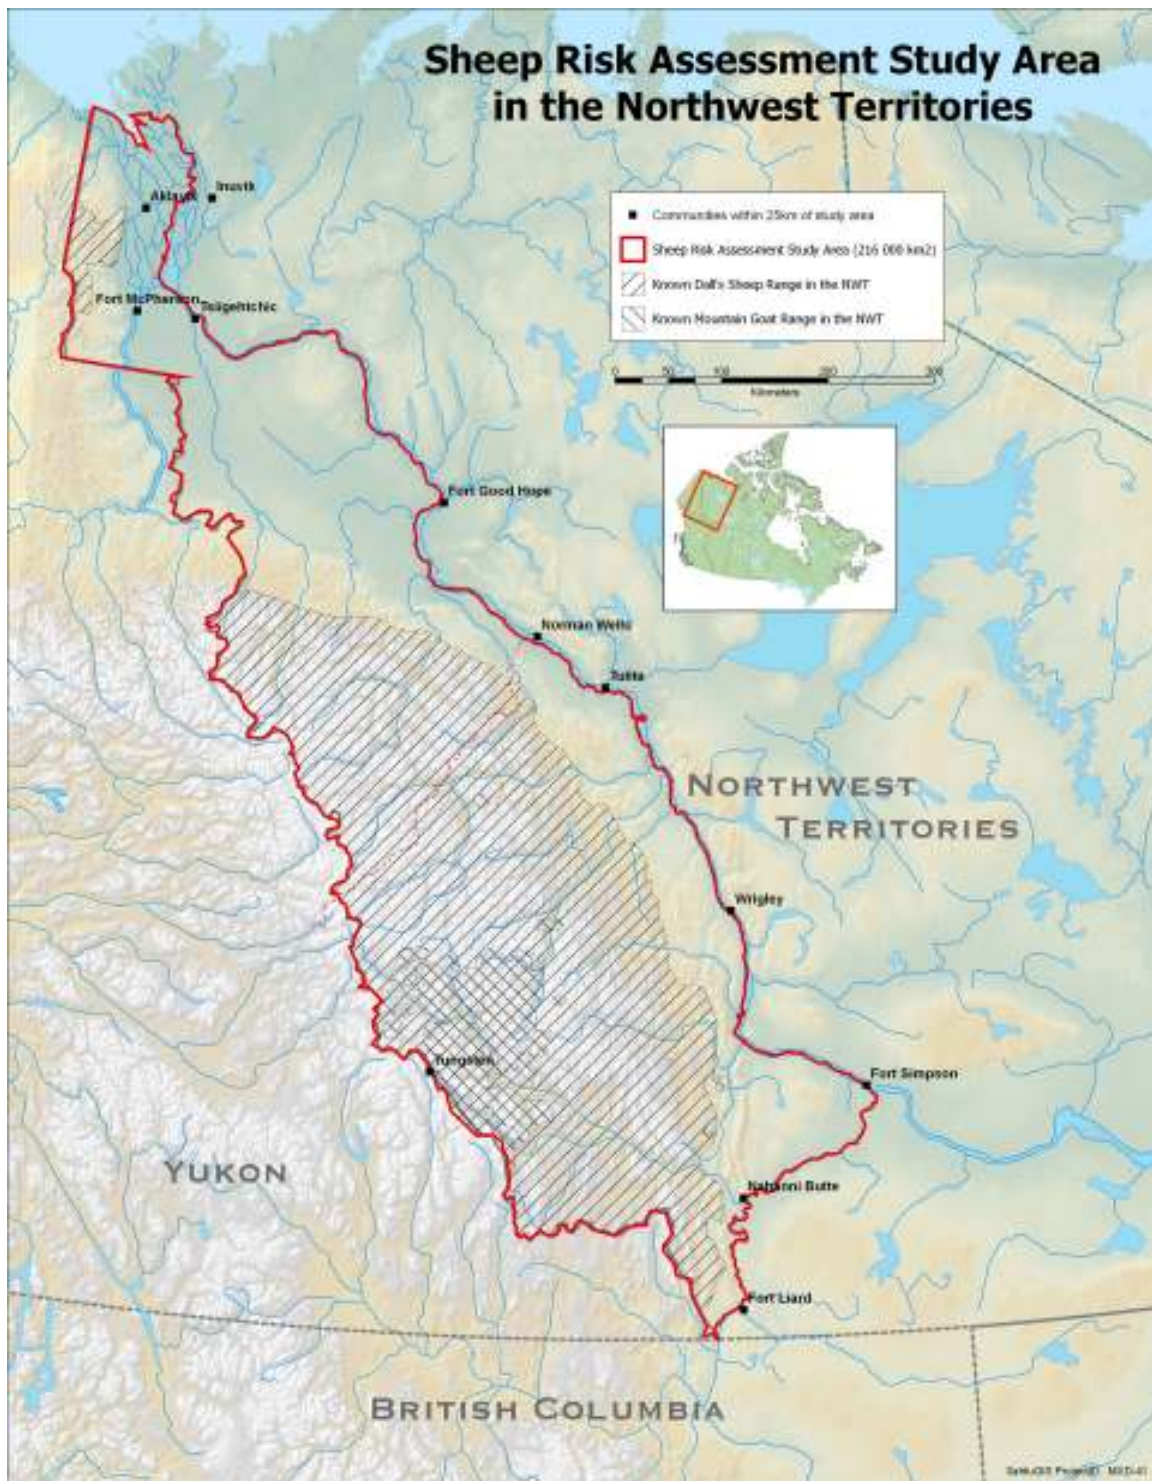 Sheep Risk Assessment Study Area
in the Northwest Territories
Communities within 25km of study area
Sheep Risk Assessment Study Area (216 000 km2)
Known Dall's Sheep Range in the NWT
Known Mountain Goat Range in the NWT
0 50 100 200 300
Kilometers
Aklavik
Inuvik
Fort McPherson
Tsiigehtchic
Fort Good Hope
Norman Wells
Tulita
NORTHWEST
TERRITORIES
Wrigley
Tungsten
Fort Simpson
YUKON
Nahanni Butte
Fort Liard
BRITISH COLUMBIA